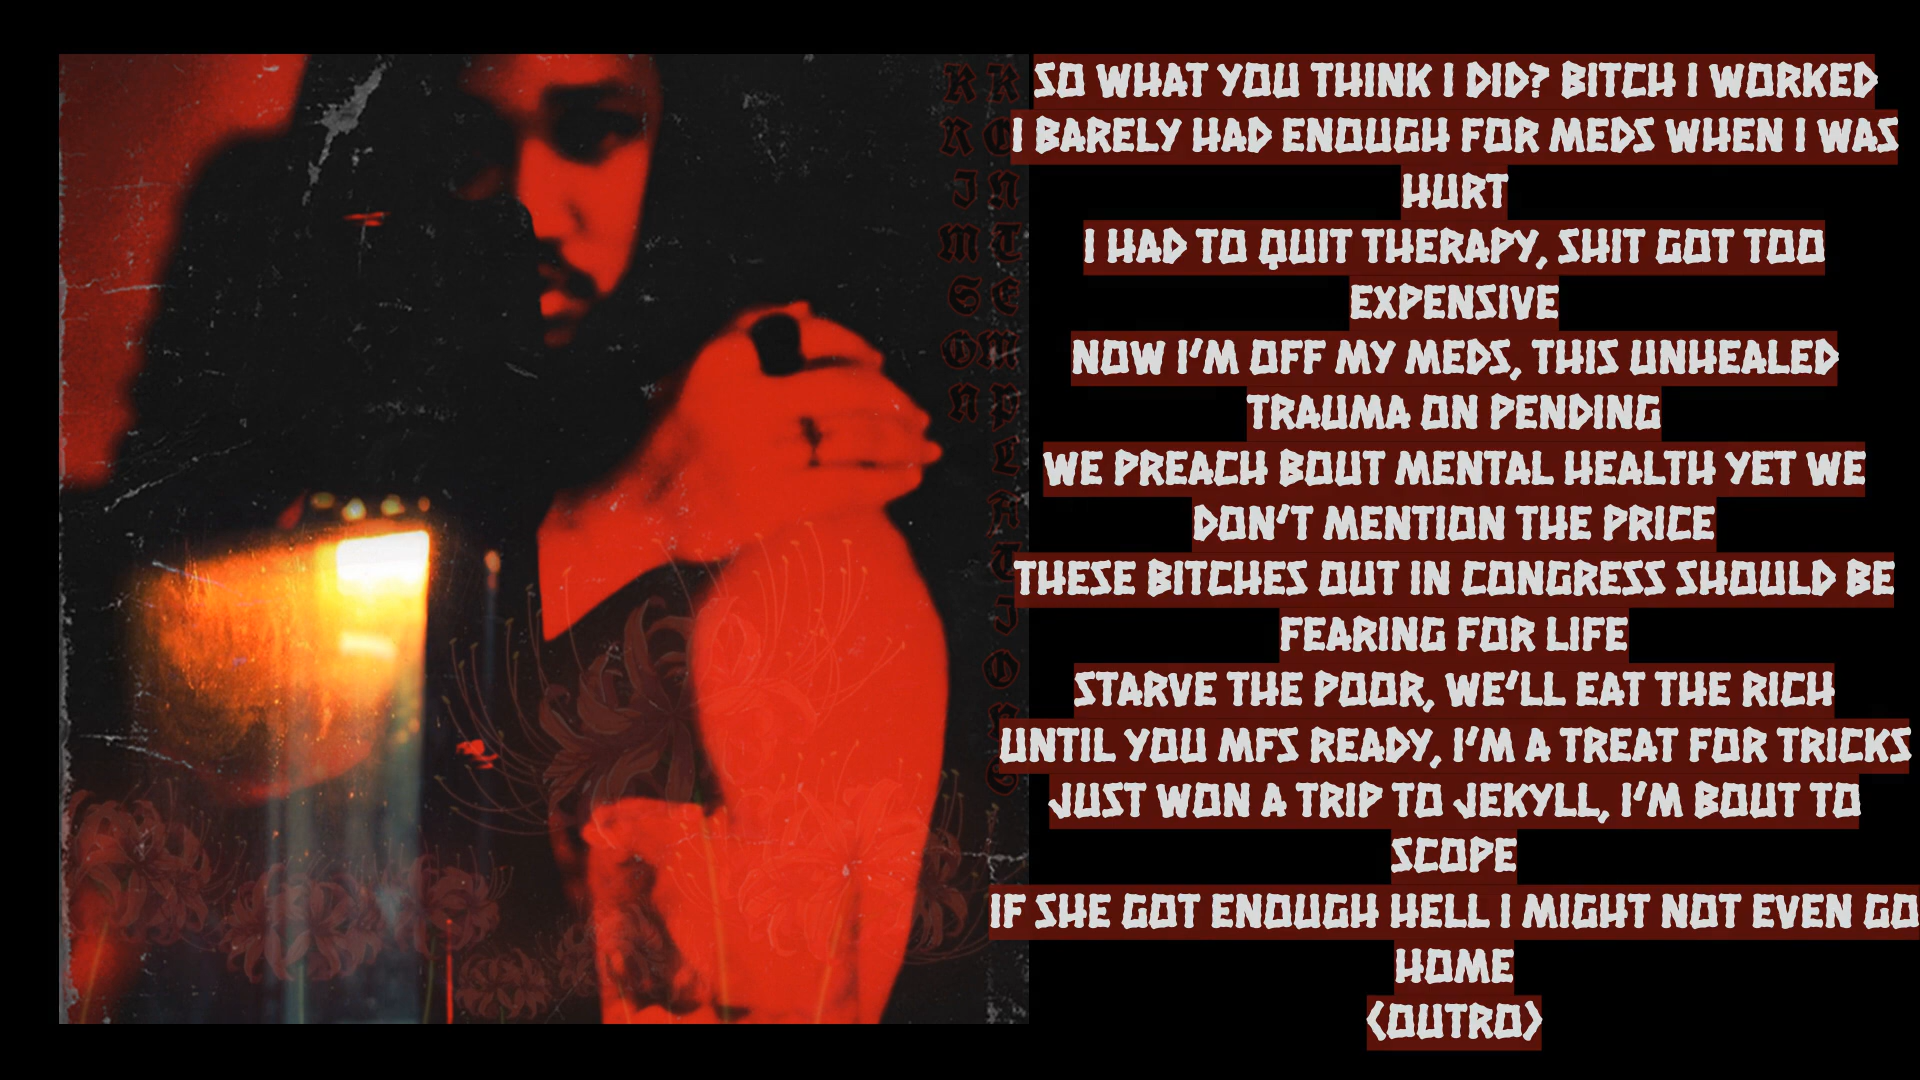 KRIMSON
KONTEMPLATIONS
SO WHAT YOU THINK I DID? BITCH I WORKED
I BARELY HAD ENOUGH FOR MEDS WHEN I WAS
HURT
I HAD TO QUIT THERAPY, SHIT GOT TOO
EXPENSIVE
NOW I'M OFF MY MEDS, THIS UNHEALED
TRAUMA ON PENDING
WE PREACH BOUT MENTAL HEALTH YET WE
DON'T MENTION THE PRICE
THESE BITCHES OUT IN CONGRESS SHOULD BE
FEARING FOR LIFE
STARVE THE POOR, WE'LL EAT THE RICH
UNTIL YOU MFS READY, I'M A TREAT FOR TRICKS
JUST WON A TRIP TO JEKYLL, I'M BOUT TO
SCOPE
IF SHE GOT ENOUGH HELL I MIGHT NOT EVEN GO
HOME
(OUTRO)